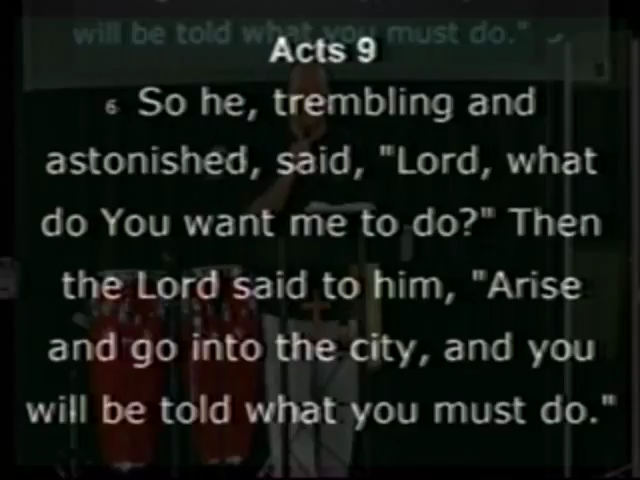 will be told what you must do."
Acts 9
6 So he, trembling and
astonished, said, "Lord, what
do You want me to do?" Then
the Lord said to him, "Arise
and go into the city, and you
will be told what you must do."